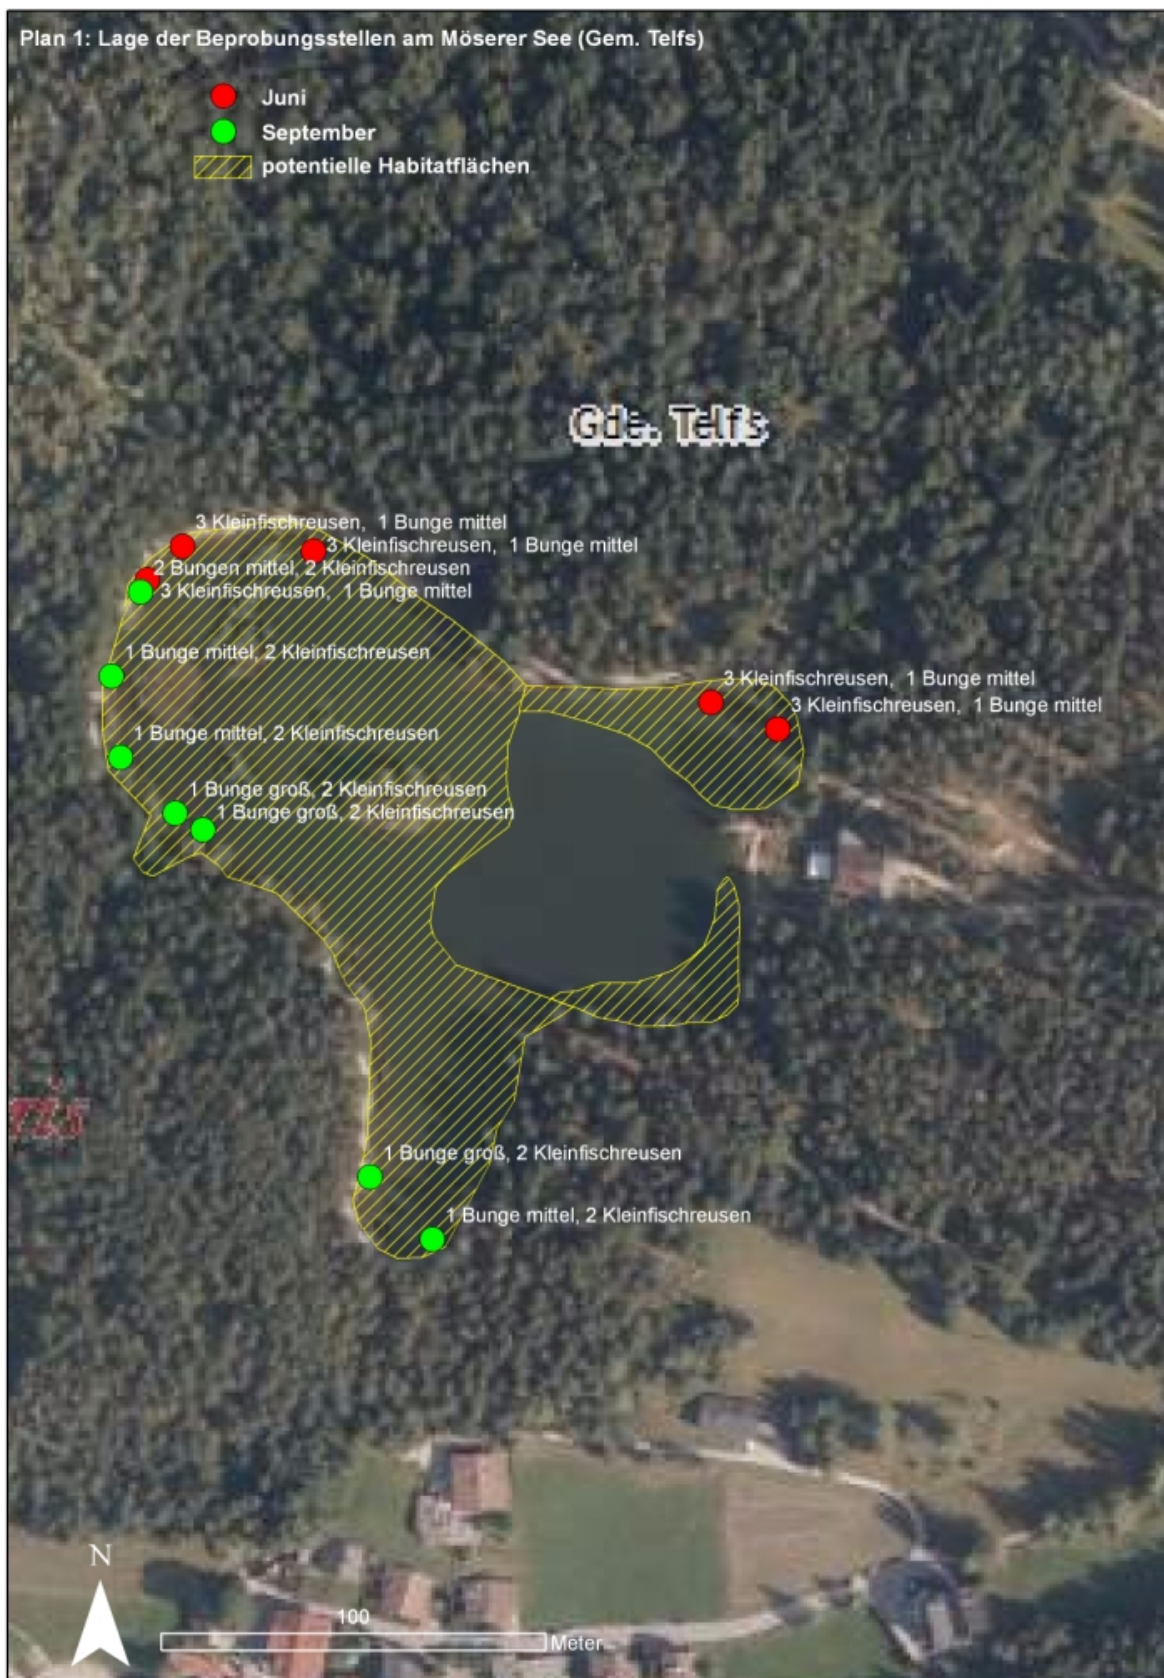 Plan 1: Lage der Beprobungsstellen am Möserer See (Gem. Telfs)
Juni
September
potentielle Habitatflächen
Gde. Telfs
3 Kleinfischreusen,  1 Bunge mittel
3 Kleinfischreusen,  1 Bunge mittel
2 Bungen mittel, 2 Kleinfischreusen
3 Kleinfischreusen,  1 Bunge mittel
1 Bunge mittel, 2 Kleinfischreusen
3 Kleinfischreusen,  1 Bunge mittel
3 Kleinfischreusen,  1 Bunge mittel
1 Bunge mittel, 2 Kleinfischreusen
1 Bunge groß, 2 Kleinfischreusen
1 Bunge groß, 2 Kleinfischreusen
1 Bunge groß, 2 Kleinfischreusen
1 Bunge mittel, 2 Kleinfischreusen
N
100
Meter